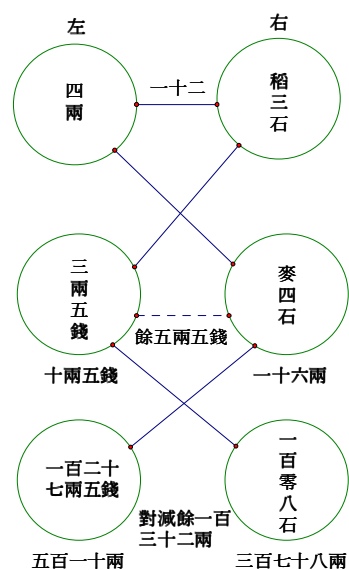 左
右
四兩
一十二
稻三石
三兩五錢
麥四石
餘五兩五錢
十兩五錢
一十六兩
一百二十
七兩五錢
一百零八石
對減餘一百
三十二兩
五百一十兩
三百七十八兩